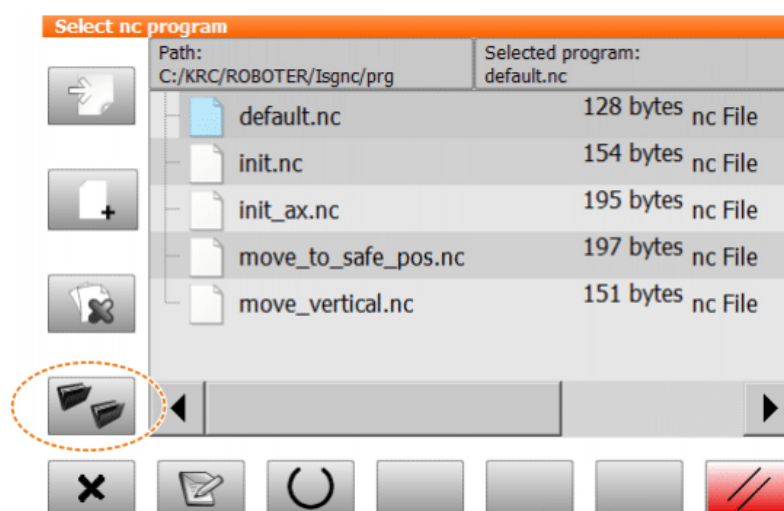 Select nc program
Path:
C:/KRC/ROBOTER/Isgnc/prg
Selected program:
default.nc
default.nc 128 bytes nc File
init.nc 154 bytes nc File
init_ax.nc 195 bytes nc File
move_to_safe_pos.nc 197 bytes nc File
move_vertical.nc 151 bytes nc File